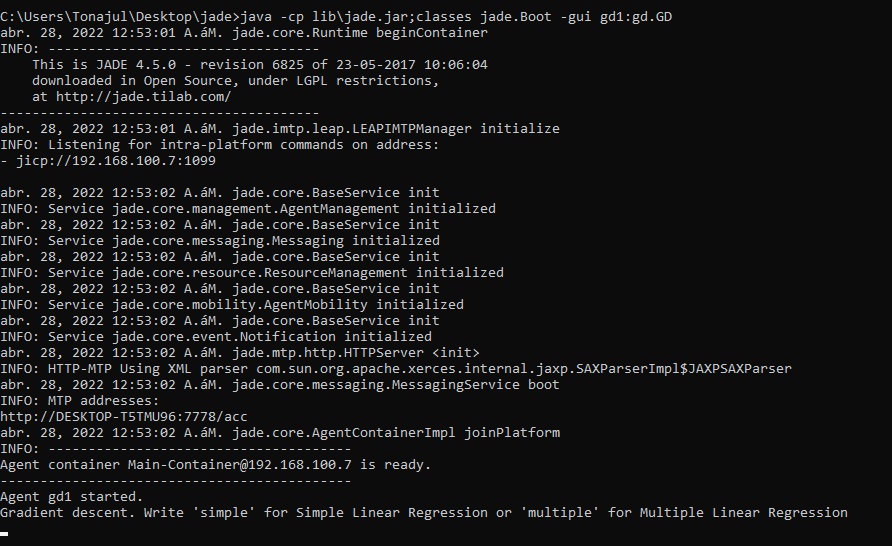 C:\Users\Tonajul\Desktop\jade>java -cp lib\jade.jar;classes jade.Boot -gui gd1:gd.GD
abr. 28, 2022 12:53:01 A.áM. jade.core.Runtime beginContainer
INFO: ----------------------------------
    This is JADE 4.5.0 - revision 6825 of 23-05-2017 10:06:04
    downloaded in Open Source, under LGPL restrictions,
    at http://jade.tilab.com/
----------------------------------------
abr. 28, 2022 12:53:01 A.áM. jade.imtp.leap.LEAPIMTPManager initialize
INFO: Listening for intra-platform commands on address:
- jicp://192.168.100.7:1099

abr. 28, 2022 12:53:02 A.áM. jade.core.BaseService init
INFO: Service jade.core.management.AgentManagement initialized
abr. 28, 2022 12:53:02 A.áM. jade.core.BaseService init
INFO: Service jade.core.messaging.Messaging initialized
abr. 28, 2022 12:53:02 A.áM. jade.core.BaseService init
INFO: Service jade.core.resource.ResourceManagement initialized
abr. 28, 2022 12:53:02 A.áM. jade.core.BaseService init
INFO: Service jade.core.mobility.AgentMobility initialized
abr. 28, 2022 12:53:02 A.áM. jade.core.BaseService init
INFO: Service jade.core.event.Notification initialized
abr. 28, 2022 12:53:02 A.áM. jade.mtp.http.HTTPServer <init>
INFO: HTTP-MTP Using XML parser com.sun.org.apache.xerces.internal.jaxp.SAXParserImpl$JAXPSAXParser
abr. 28, 2022 12:53:02 A.áM. jade.core.messaging.MessagingService boot
INFO: MTP addresses:
http://DESKTOP-T5TMU96:7778/acc
abr. 28, 2022 12:53:02 A.áM. jade.core.AgentContainerImpl joinPlatform
INFO: --------------------------------------
Agent container Main-Container@192.168.100.7 is ready.
--------------------------------------------
Agent gd1 started.
Gradient descent. Write 'simple' for Simple Linear Regression or 'multiple' for Multiple Linear Regression